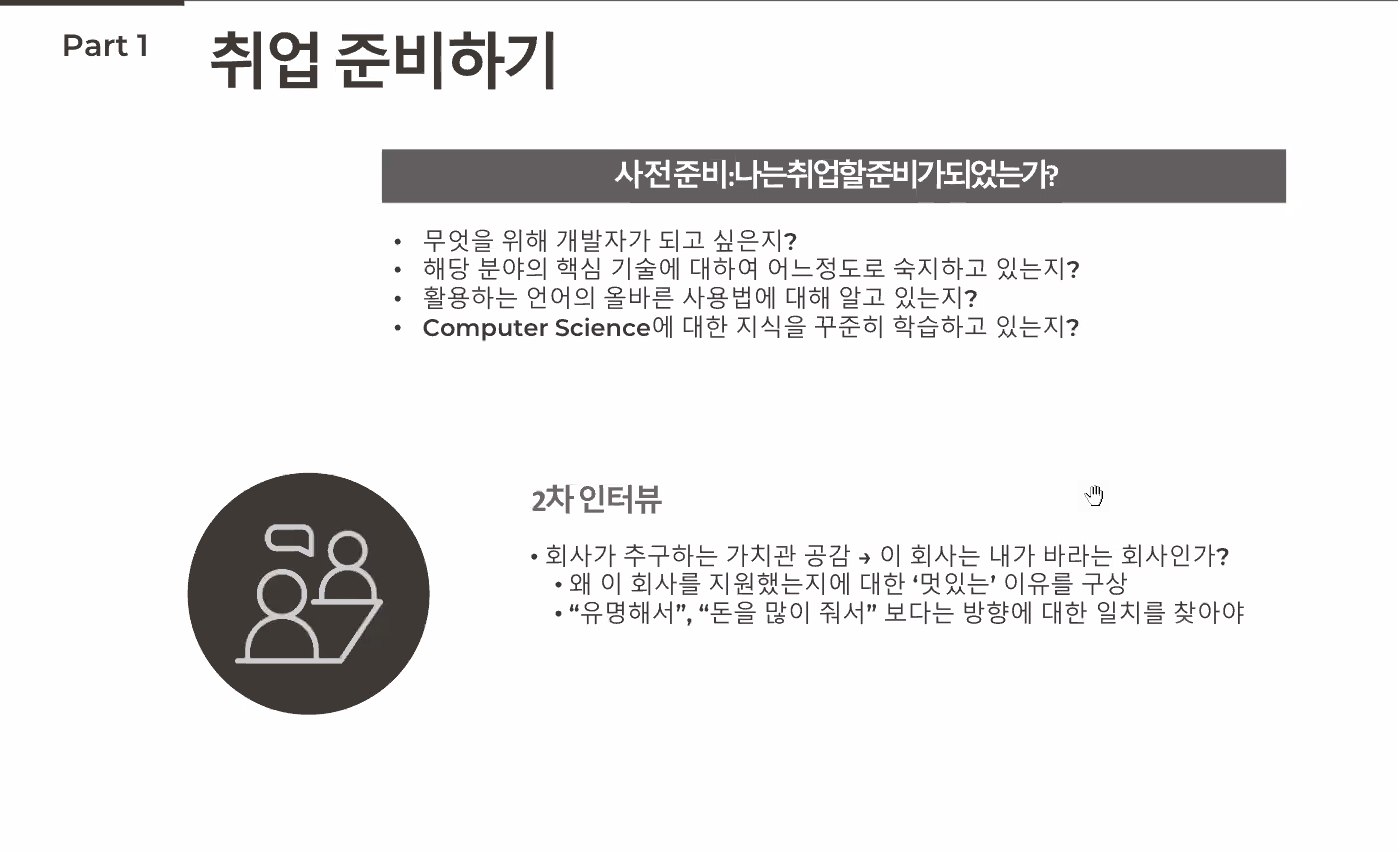 Part 1
취업 준비하기
사전 준비:나는취업할준비가되었는가?
• 무엇을 위해 개발자가 되고 싶은지?
• 해당 분야의 핵심 기술에 대하여 어느정도로 숙지하고 있는지?
• 활용하는 언어의 올바른 사용법에 대해 알고 있는지?
• Computer Science에 대한 지식을 꾸준히 학습하고 있는지?
2차 인터뷰
• 회사가 추구하는 가치관 공감 → 이 회사는 내가 바라는 회사인가?
• 왜 이 회사를 지원했는지에 대한 ‘멋있는’ 이유를 구상
• “유명해서”, “돈을 많이 줘서” 보다는 방향에 대한 일치를 찾아야